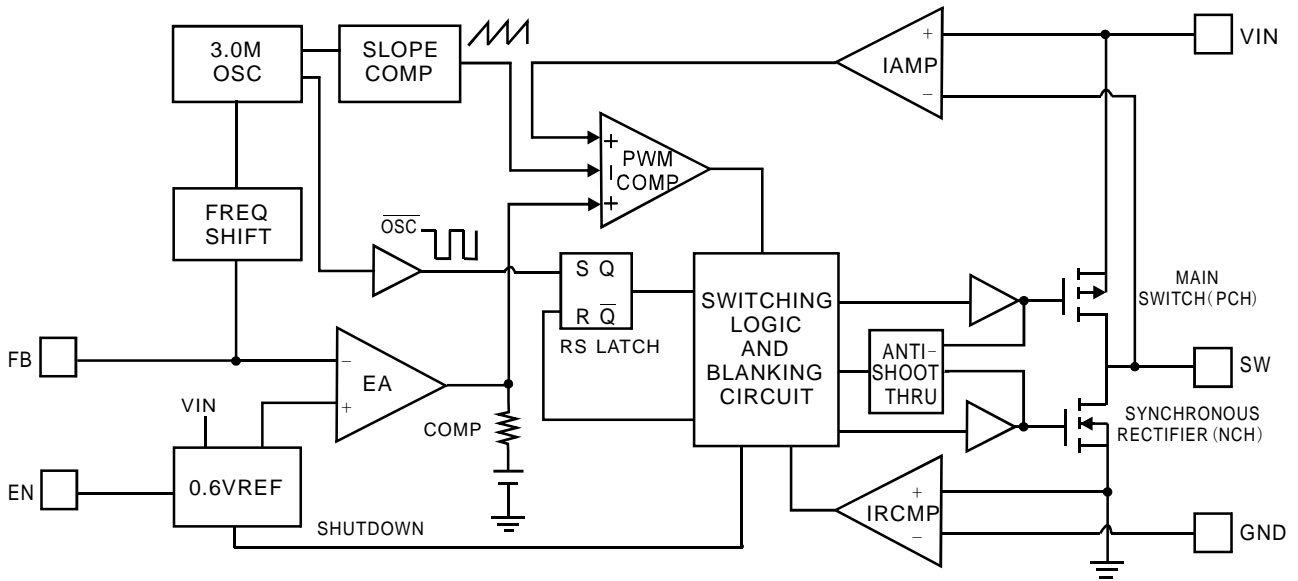 3.0M
OSC
SLOPE
COMP
+
IAMP
−
VIN
+
PWM
−
COMP
+
FREQ
SHIFT
OSC
S Q
R Q
RS LATCH
SWITCHING
LOGIC
AND
BLANKING
CIRCUIT
MAIN
SWITCH(PCH)
ANTI-
SHOOT
THRU
FB
−
EA
+
SW
VIN
COMP
SYNCHRONOUS
RECTIFIER(NCH)
EN
0.6VREF
SHUTDOWN
+
IRCMP
−
GND